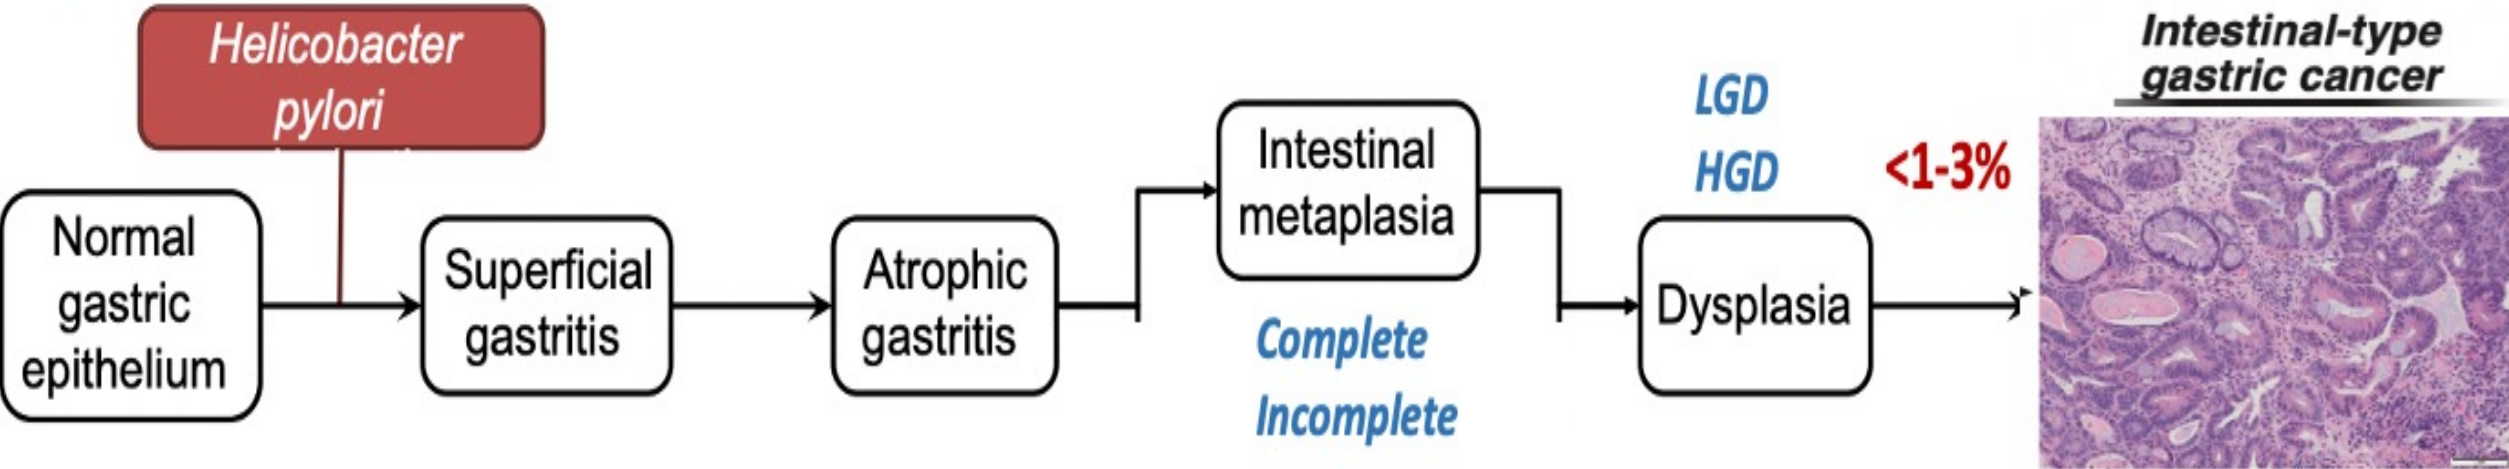 Helicobacter
pylori
Normal
gastric
epithelium
Superficial
gastritis
Atrophic
gastritis
Intestinal
metaplasia
Complete
Incomplete
LGD
HGD
Dysplasia
<1-3%
Intestinal-type
gastric cancer